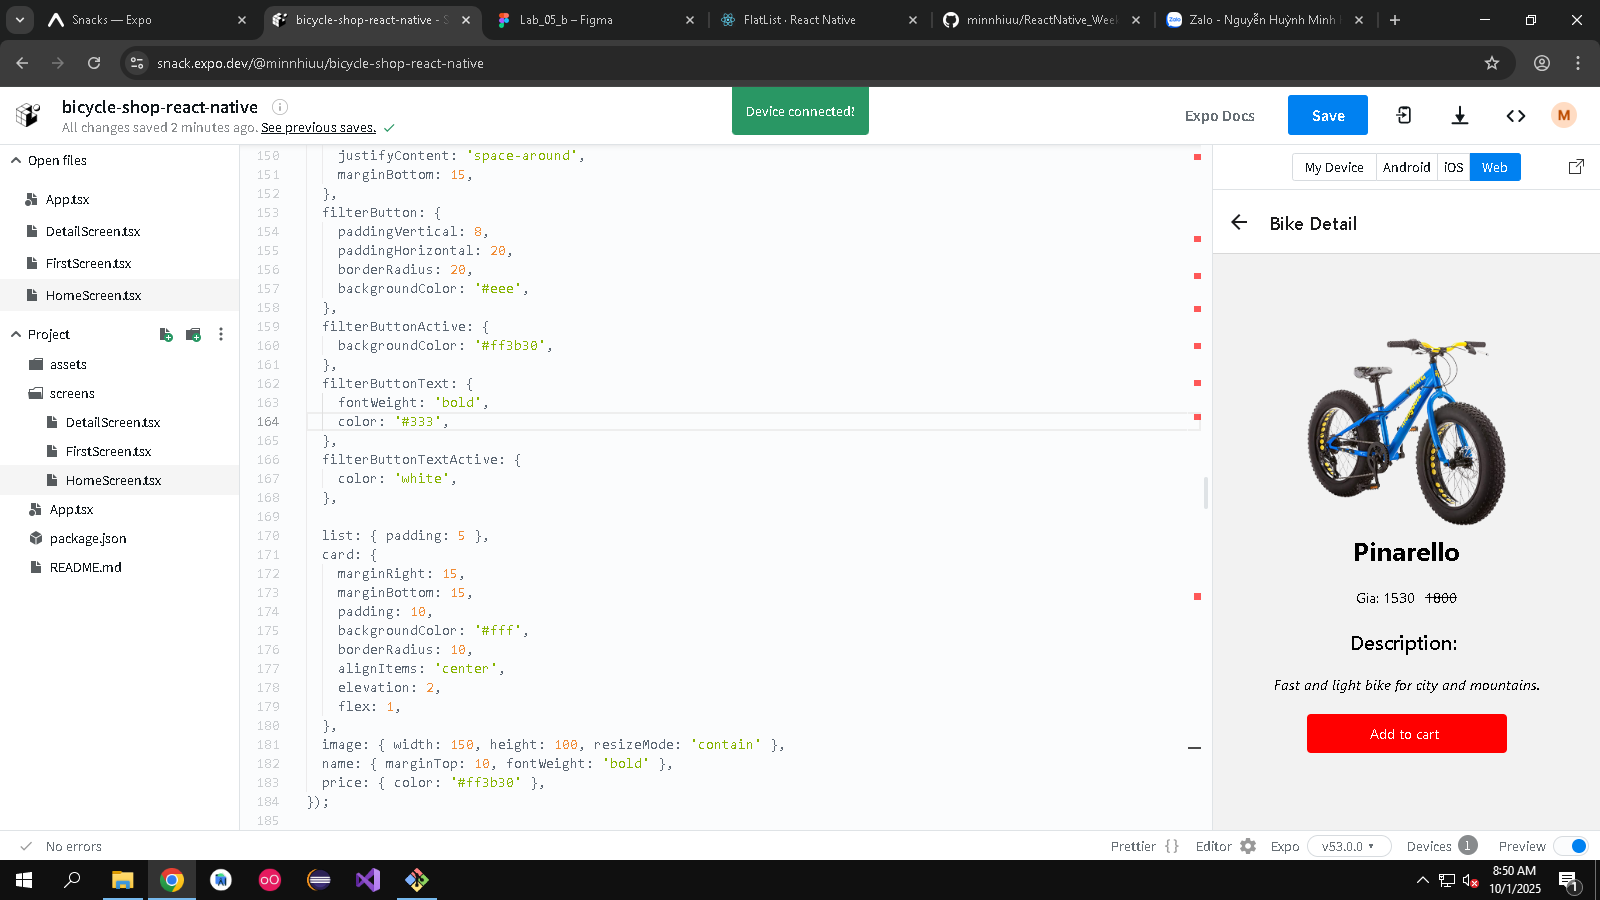 Snacks — Expo
bicycle-shop-react-native - S
Lab_05_b – Figma
FlatList · React Native
minnhiuu/ReactNative_Week
Zalo - Nguyễn Huỳnh Minh
snack.expo.dev/@minnhiuu/bicycle-shop-react-native
bicycle-shop-react-native
All changes saved 2 minutes ago. See previous saves.
Device connected!
Expo Docs
Save
M
Open files
App.tsx
DetailScreen.tsx
FirstScreen.tsx
HomeScreen.tsx
Project
assets
screens
DetailScreen.tsx
FirstScreen.tsx
HomeScreen.tsx
App.tsx
package.json
README.md
150 justifyContent: 'space-around',
151 marginBottom: 15,
152 },
153 filterButton: {
154 paddingVertical: 8,
155 paddingHorizontal: 20,
156 borderRadius: 20,
157 backgroundColor: '#eee',
158 },
159 filterButtonActive: {
160 backgroundColor: '#ff3b30',
161 },
162 filterButtonText: {
163 fontWeight: 'bold',
164 color: '#333',
165 },
166 filterButtonTextActive: {
167 color: 'white',
168 },
169
170 list: { padding: 5 },
171 card: {
172 marginRight: 15,
173 marginBottom: 15,
174 padding: 10,
175 backgroundColor: '#fff',
176 borderRadius: 10,
177 alignItems: 'center',
178 elevation: 2,
179 flex: 1,
180 },
181 image: { width: 150, height: 100, resizeMode: 'contain' },
182 name: { marginTop: 10, fontWeight: 'bold' },
183 price: { color: '#ff3b30' },
184 });
185
My Device
Android
iOS
Web
Bike Detail
Pinarello
Gia: 1530 1800
Description:
Fast and light bike for city and mountains.
Add to cart
No errors
Prettier { }
Editor
Expo
v53.0.0
Devices 1
Preview
8:50 AM
10/1/2025
1